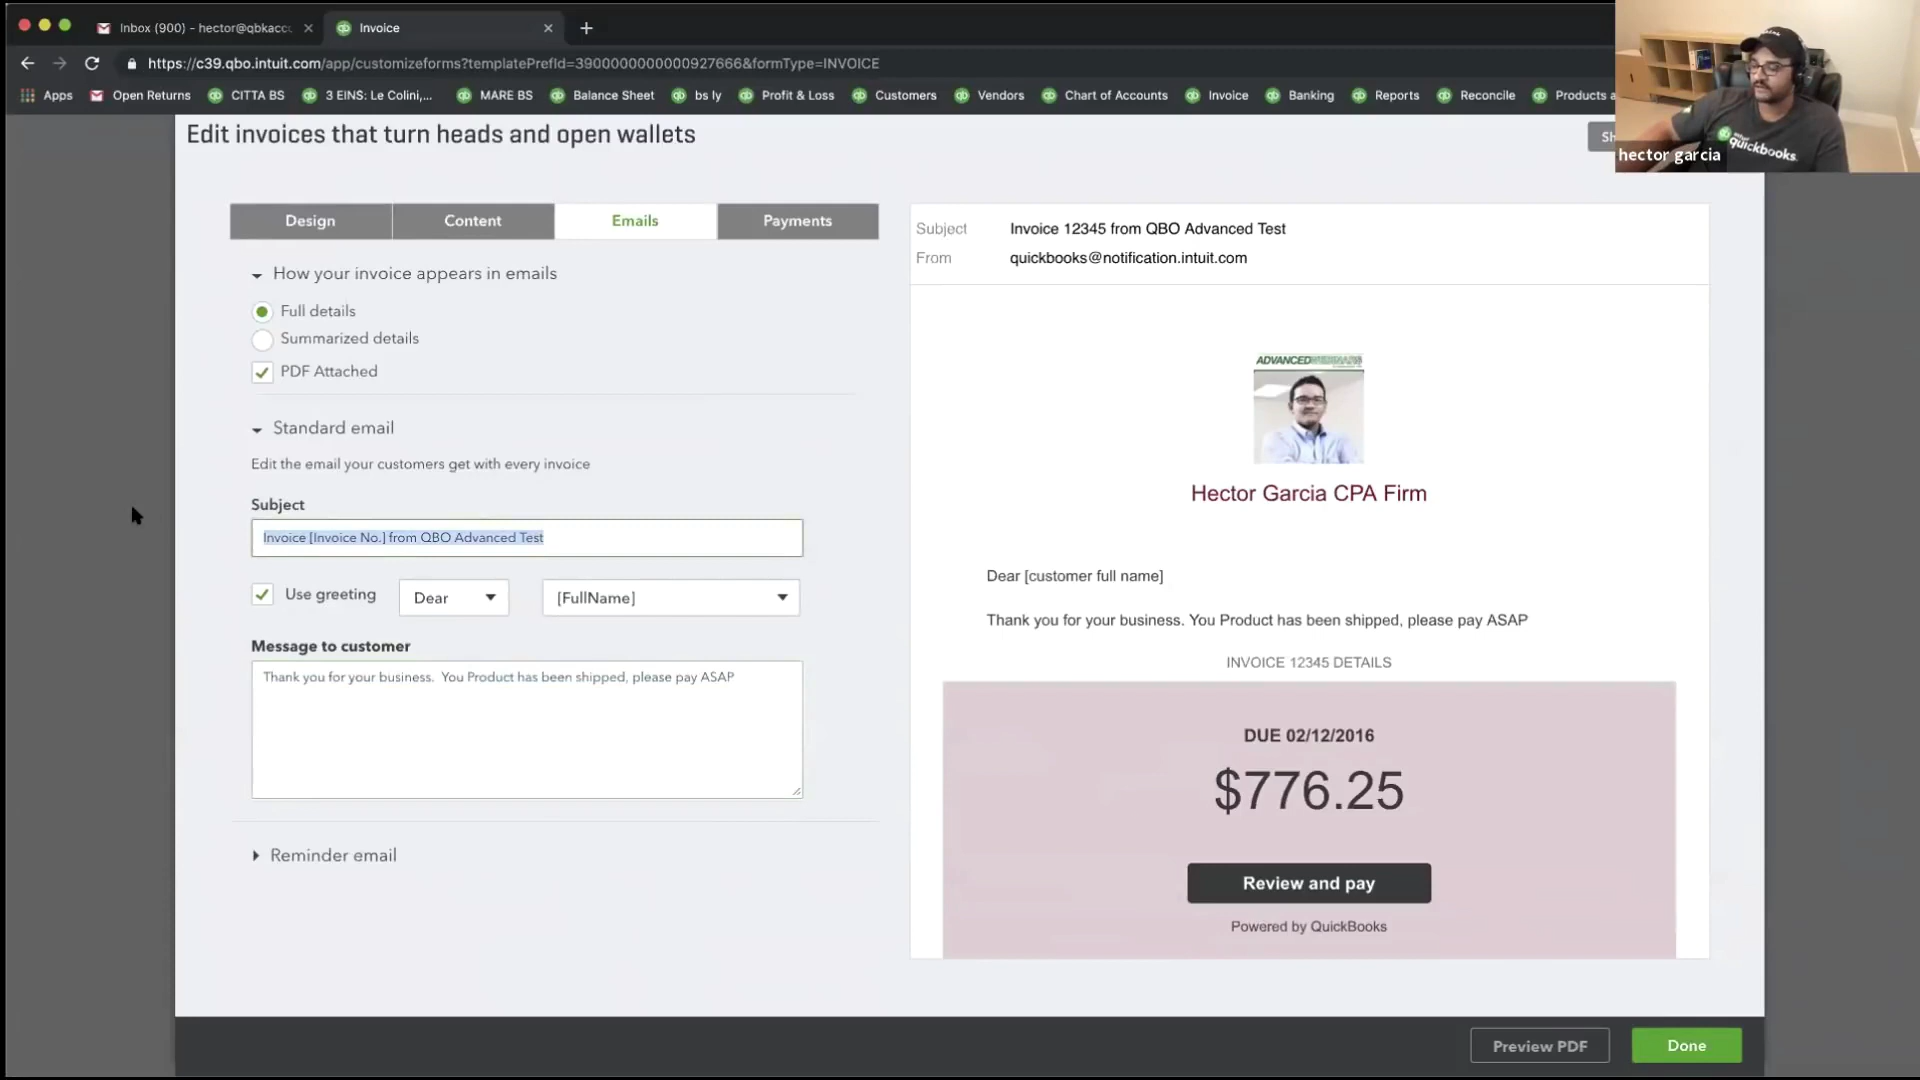 Inbox (900) - hector@qbkacc
Invoice
https://c39.qbo.intuit.com/app/customizeforms?templatePrefId=3900000000000927666&formType=INVOICE
Apps
Open Returns
CITTA BS
3 EINS: Le Colini,...
MARE BS
Balance Sheet
bs ly
Profit & Loss
Customers
Vendors
Chart of Accounts
Invoice
Banking
Reports
Reconcile
Products a
Edit invoices that turn heads and open wallets
Sh
intuit
quickbooks.
hector garcia
Design
Content
Emails
Payments
How your invoice appears in emails
Full details
Summarized details
PDF Attached
Standard email
Edit the email your customers get with every invoice
Subject
Invoice [Invoice No.] from QBO Advanced Test
Use greeting
Dear
[FullName]
Message to customer
Thank you for your business. You Product has been shipped, please pay ASAP
Reminder email
Subject
Invoice 12345 from QBO Advanced Test
From
quickbooks@notification.intuit.com
ADVANCEDWEBINARS
Hector Garcia CPA Firm
Dear [customer full name]
Thank you for your business. You Product has been shipped, please pay ASAP
INVOICE 12345 DETAILS
DUE 02/12/2016
$776.25
Review and pay
Powered by QuickBooks
Preview PDF
Done